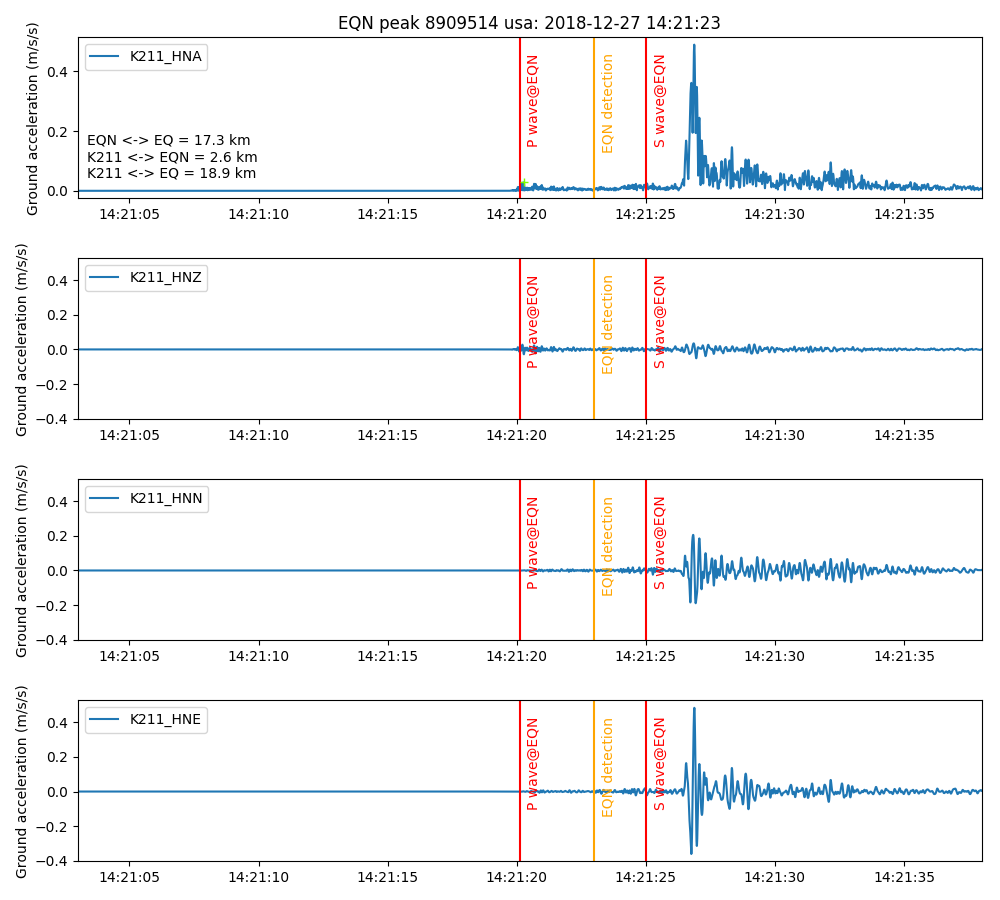 EQN peak 8909514 usa: 2018-12-27 14:21:23
Ground acceleration (m/s/s)
0.4
0.2
0.0
K211_HNA
EQN <-> EQ = 17.3 km
K211 <-> EQN = 2.6 km
K211 <-> EQ = 18.9 km
P wave@EQN
EQN detection
S wave@EQN
14:21:05 14:21:10 14:21:15 14:21:20 14:21:25 14:21:30 14:21:35
Ground acceleration (m/s/s)
0.4
0.2
0.0
−0.2
−0.4
K211_HNZ
P wave@EQN
EQN detection
S wave@EQN
14:21:05 14:21:10 14:21:15 14:21:20 14:21:25 14:21:30 14:21:35
Ground acceleration (m/s/s)
0.4
0.2
0.0
−0.2
−0.4
K211_HNN
P wave@EQN
EQN detection
S wave@EQN
14:21:05 14:21:10 14:21:15 14:21:20 14:21:25 14:21:30 14:21:35
Ground acceleration (m/s/s)
0.4
0.2
0.0
−0.2
−0.4
K211_HNE
P wave@EQN
EQN detection
S wave@EQN
14:21:05 14:21:10 14:21:15 14:21:20 14:21:25 14:21:30 14:21:35